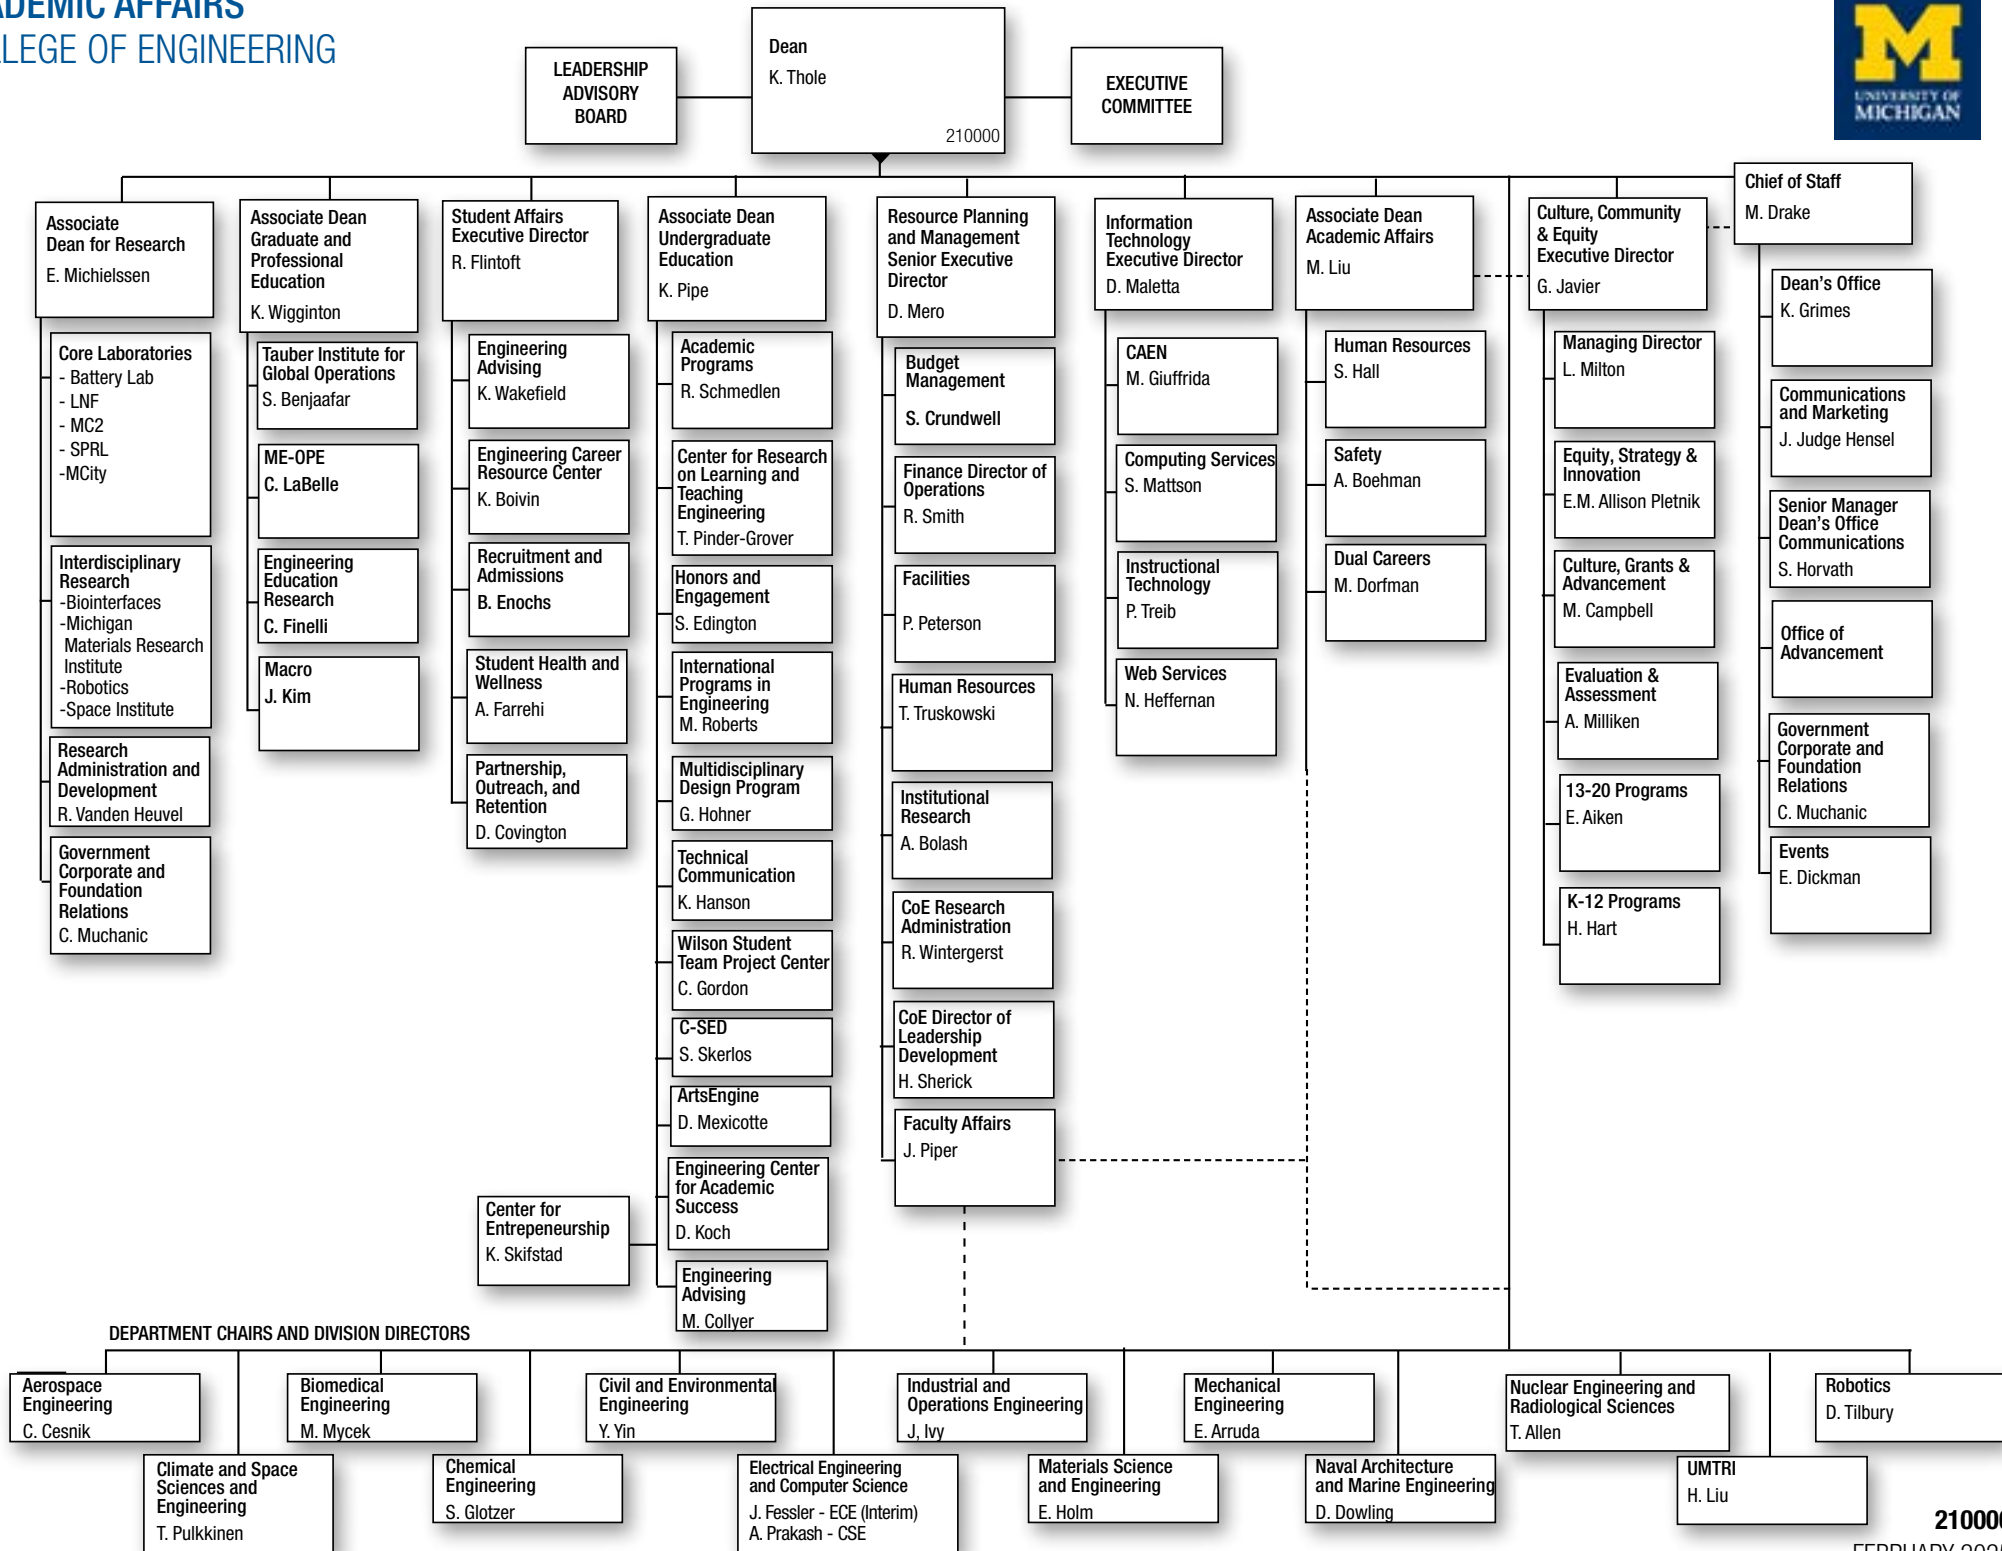 ADEMIC AFFAIRS
LLEGE OF ENGINEERING
Dean
K. Thole
210000
LEADERSHIP
ADVISORY
BOARD
EXECUTIVE
COMMITTEE
UNIVERSITY OF
MICHIGAN
Associate
Dean for Research
E. Michielssen
Core Laboratories
- Battery Lab
- LNF
- MC2
- SPRL
-MCity
Interdisciplinary
Research
-Biointerfaces
-Michigan
Materials Research
Institute
-Robotics
-Space Institute
Research
Administration and
Development
R. Vanden Heuvel
Government
Corporate and
Foundation
Relations
C. Muchanic
Associate Dean
Graduate and
Professional
Education
K. Wigginton
Tauber Institute for
Global Operations
S. Benjaafar
ME-OPE
C. LaBelle
Engineering
Education
Research
C. Finelli
Macro
J. Kim
Student Affairs
Executive Director
R. Flintoft
Engineering
Advising
K. Wakefield
Engineering Career
Resource Center
K. Boivin
Recruitment and
Admissions
B. Enochs
Student Health and
Wellness
A. Farrehi
Partnership,
Outreach, and
Retention
D. Covington
Associate Dean
Undergraduate
Education
K. Pipe
Academic
Programs
R. Schmedlen
Center for Research
on Learning and
Teaching
Engineering
T. Pinder-Grover
Honors and
Engagement
S. Edington
International
Programs in
Engineering
M. Roberts
Multidisciplinary
Design Program
G. Hohner
Technical
Communication
K. Hanson
Wilson Student
Team Project Center
C. Gordon
C-SED
S. Skerlos
ArtsEngine
D. Mexicotte
Engineering Center
for Academic
Success
D. Koch
Center for
Entrepeneurship
K. Skifstad
Engineering
Advising
M. Collyer
Resource Planning
and Management
Senior Executive
Director
D. Mero
Budget
Management
S. Crundwell
Finance Director of
Operations
R. Smith
Facilities
P. Peterson
Human Resources
T. Truskowski
Institutional
Research
A. Bolash
CoE Research
Administration
R. Wintergerst
CoE Director of
Leadership
Development
H. Sherick
Faculty Affairs
J. Piper
Information
Technology
Executive Director
D. Maletta
CAEN
M. Giuffrida
Computing Services
S. Mattson
Instructional
Technology
P. Treib
Web Services
N. Heffernan
Associate Dean
Academic Affairs
M. Liu
Human Resources
S. Hall
Safety
A. Boehman
Dual Careers
M. Dorfman
Culture, Community
& Equity
Executive Director
G. Javier
Managing Director
L. Milton
Equity, Strategy &
Innovation
E.M. Allison Pletnik
Culture, Grants &
Advancement
M. Campbell
Evaluation &
Assessment
A. Milliken
13-20 Programs
E. Aiken
K-12 Programs
H. Hart
Chief of Staff
M. Drake
Dean's Office
K. Grimes
Communications
and Marketing
J. Judge Hensel
Senior Manager
Dean's Office
Communications
S. Horvath
Office of
Advancement
Government
Corporate and
Foundation
Relations
C. Muchanic
Events
E. Dickman
DEPARTMENT CHAIRS AND DIVISION DIRECTORS
Aerospace
Engineering
C. Cesnik
Climate and Space
Sciences and
Engineering
T. Pulkkinen
Biomedical
Engineering
M. Mycek
Chemical
Engineering
S. Glotzer
Civil and Environmental
Engineering
Y. Yin
Electrical Engineering
and Computer Science
J. Fessler - ECE (Interim)
A. Prakash - CSE
Industrial and
Operations Engineering
J, Ivy
Materials Science
and Engineering
E. Holm
Mechanical
Engineering
E. Arruda
Naval Architecture
and Marine Engineering
D. Dowling
Nuclear Engineering and
Radiological Sciences
T. Allen
UMTRI
H. Liu
Robotics
D. Tilbury
210000
FEBRUARY